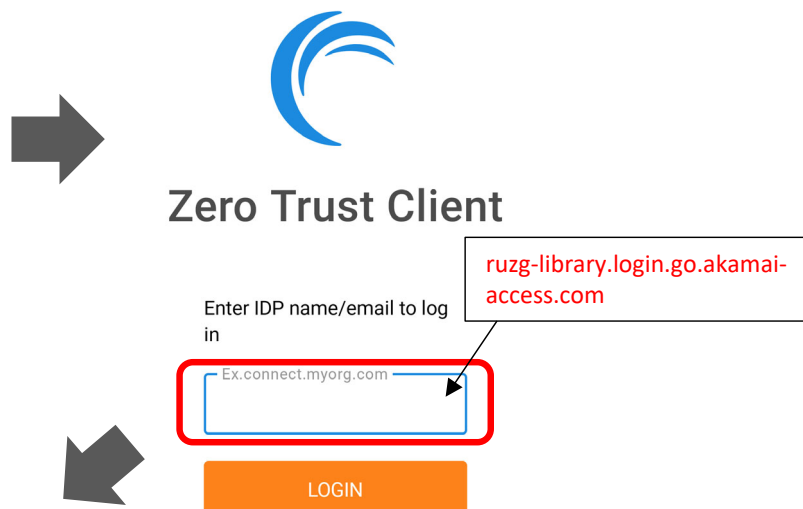 Zero Trust Client
ruzg-library.login.go.akamai-
access.com
Enter IDP name/email to log
in
Ex.connect.myorg.com
LOGIN